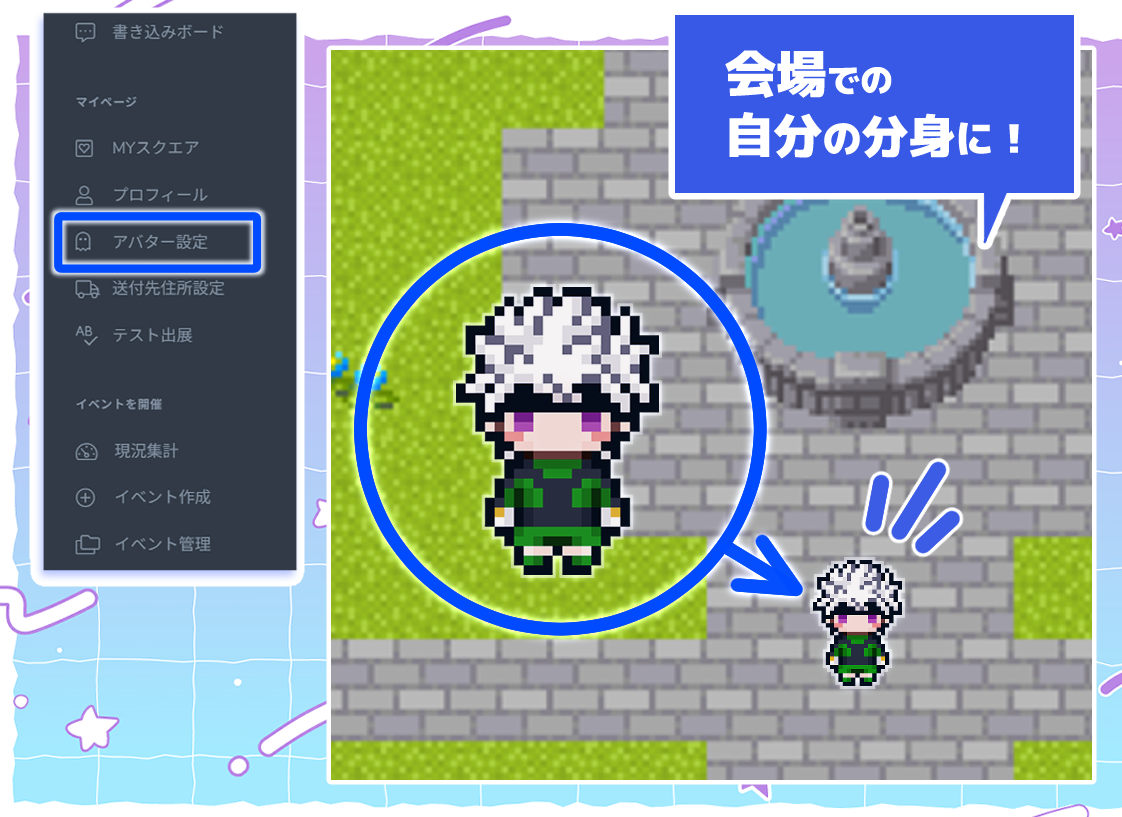 書き込みボード
マイページ
MYスクエア
プロフィール
アバター設定
送付先住所設定
AB
テスト出展
イベントを開催
現況集計
イベント作成
イベント管理
会場での
自分の分身に！